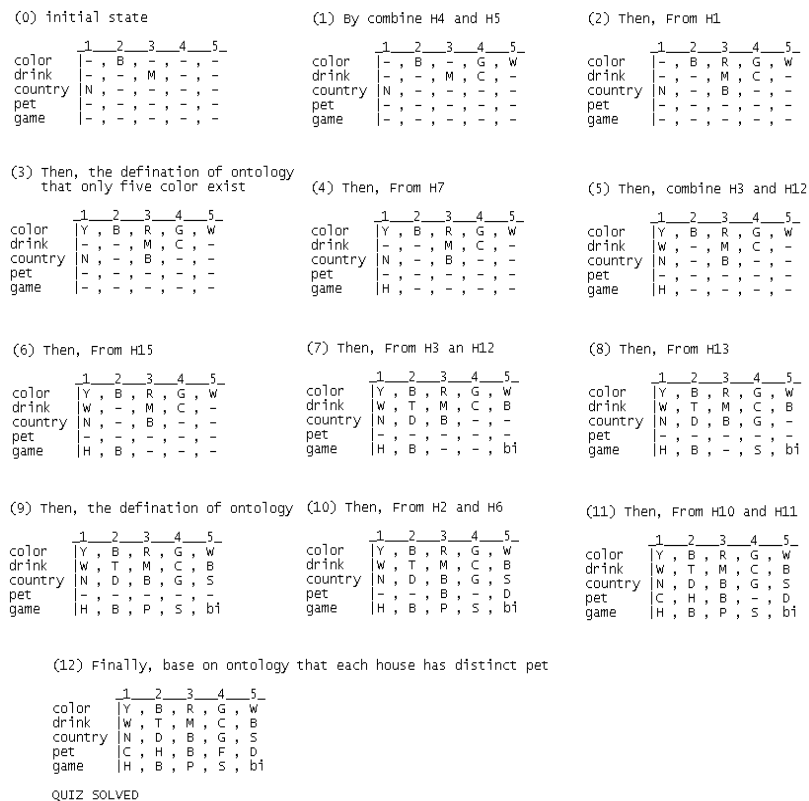 (0) initial state
_1___2___3___4___5_
color |- , B , - , - , -
drink |- , - , M , - , -
country |N , - , - , - , -
pet |- , - , - , - , -
game |- , - , - , - , -
(1) By combine H4 and H5
_1___2___3___4___5_
color |- , B , - , G , W
drink |- , - , M , C , -
country |N , - , - , - , -
pet |- , - , - , - , -
game |- , - , - , - , -
(2) Then, From H1
_1___2___3___4___5_
color |- , B , R , G , W
drink |- , - , M , C , -
country |N , - , B , - , -
pet |- , - , - , - , -
game |- , - , - , - , -
(3) Then, the defination of ontology
that only five color exist
_1___2___3___4___5_
color |Y , B , R , G , W
drink |- , - , M , C , -
country |N , - , B , - , -
pet |- , - , - , - , -
game |- , - , - , - , -
(4) Then, From H7
_1___2___3___4___5_
color |Y , B , R , G , W
drink |- , - , M , C , -
country |N , - , B , - , -
pet |- , - , - , - , -
game |H , - , - , - , -
(5) Then, combine H3 and H12
_1___2___3___4___5_
color |Y , B , R , G , W
drink |W , - , M , C , -
country |N , - , B , - , -
pet |- , - , - , - , -
game |H , - , - , - , -
(6) Then, From H15
_1___2___3___4___5_
color |Y , B , R , G , W
drink |W , - , M , C , -
country |N , - , B , - , -
pet |- , - , - , - , -
game |H , B , - , - , -
(7) Then, From H3 an H12
_1___2___3___4___5_
color |Y , B , R , G , W
drink |W , T , M , C , B
country |N , D , B , - , -
pet |- , - , - , - , -
game |H , B , - , - , bi
(8) Then, From H13
_1___2___3___4___5_
color |Y , B , R , G , W
drink |W , T , M , C , B
country |N , D , B , G , -
pet |- , - , - , - , -
game |H , B , - , S , bi
(9) Then, the defination of ontology
_1___2___3___4___5_
color |Y , B , R , G , W
drink |W , T , M , C , B
country |N , D , B , G , S
pet |- , - , - , - , -
game |H , B , P , S , bi
(10) Then, From H2 and H6
_1___2___3___4___5_
color |Y , B , R , G , W
drink |W , T , M , C , B
country |N , D , B , G , S
pet |- , - , B , - , D
game |H , B , P , S , bi
(11) Then, From H10 and H11
_1___2___3___4___5_
color |Y , B , R , G , W
drink |W , T , M , C , B
country |N , D , B , G , S
pet |C , H , B , - , D
game |H , B , P , S , bi
(12) Finally, base on ontology that each house has distinct pet
_1___2___3___4___5_
color |Y , B , R , G , W
drink |W , T , M , C , B
country |N , D , B , G , S
pet |C , H , B , F , D
game |H , B , P , S , bi
QUIZ SOLVED